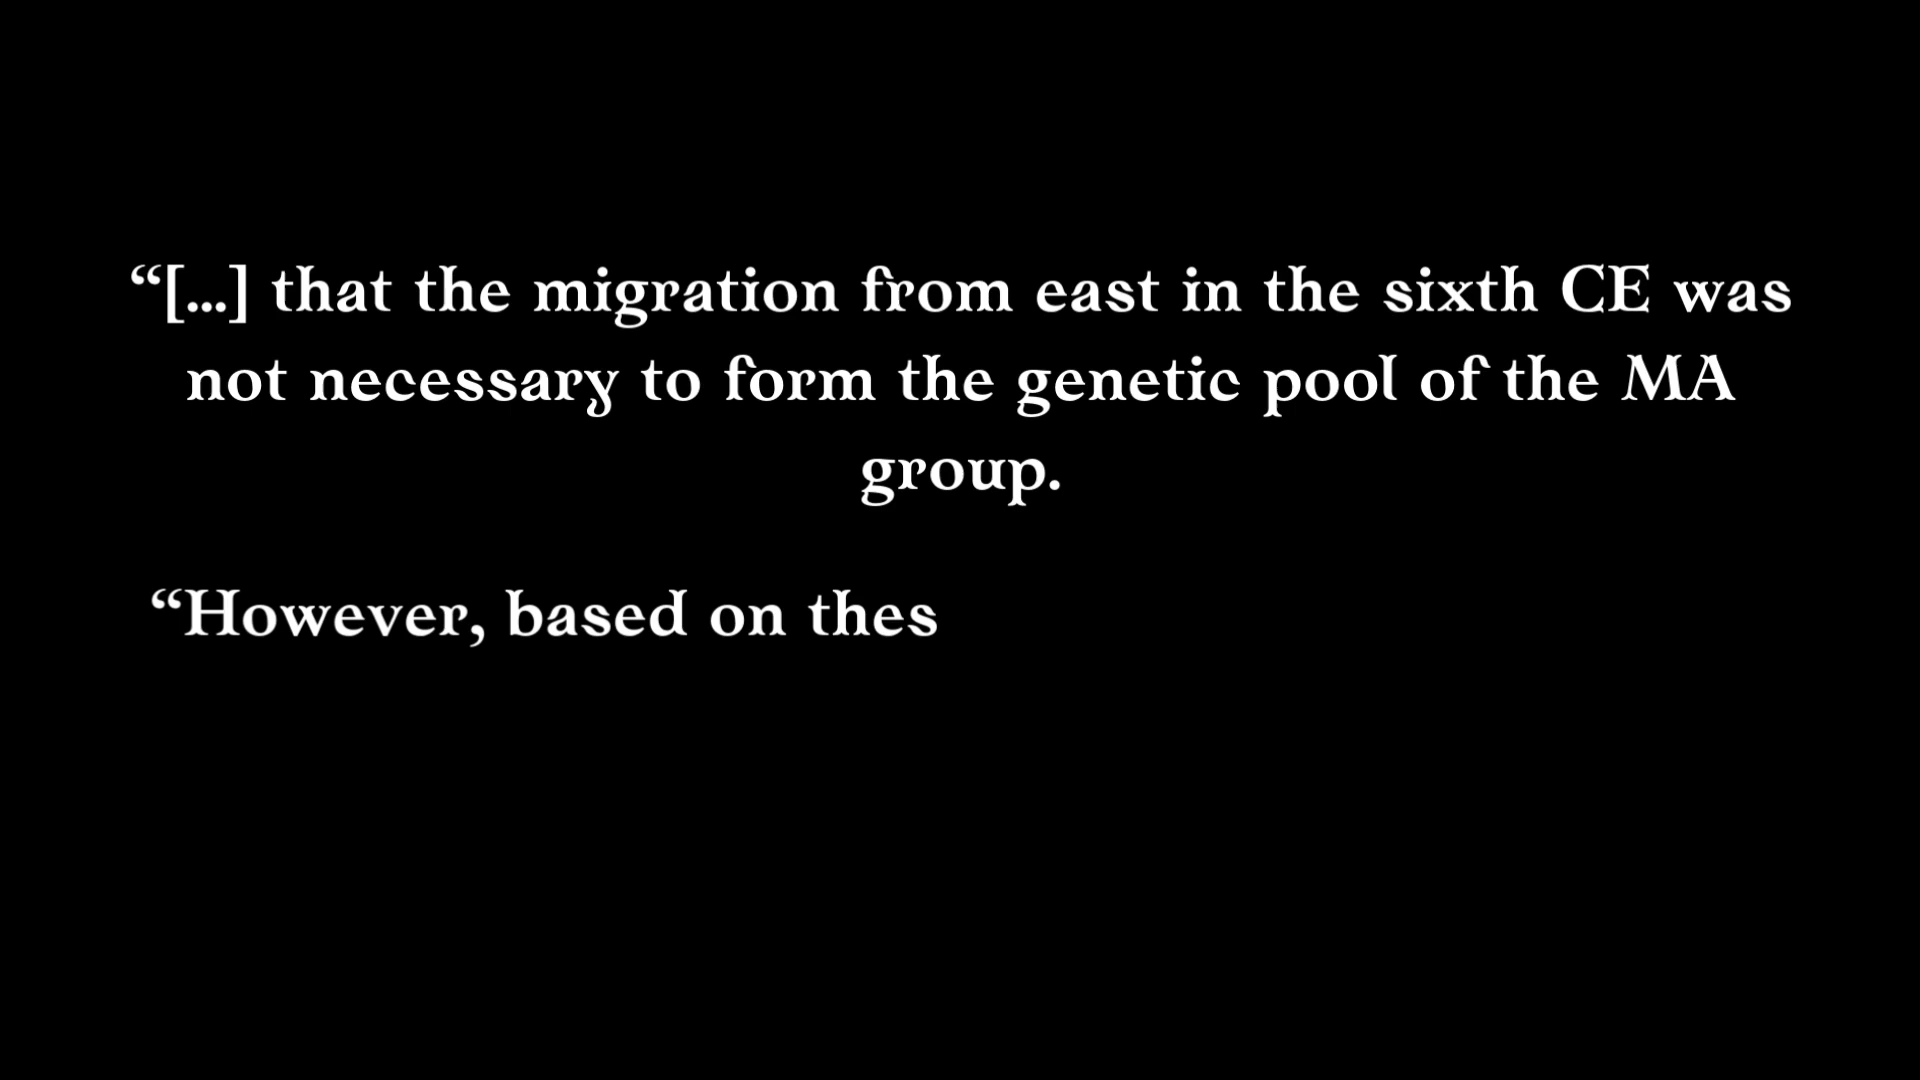 “[...] that the migration from east in the sixth CE was
not necessary to form the genetic pool of the MA
group.
“However, based on thes